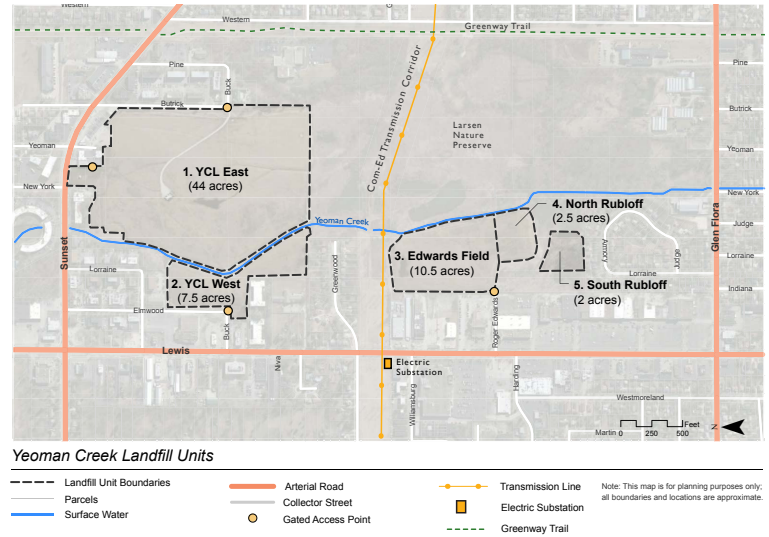 Western
Western
Greenway Trail
Pine
Buck
Butrick
Yeoman
New York
Com-Ed Transmission Corridor
Larsen
Nature
Preserve
Pine
Butrick
Yeoman
New York
Judge
Lorraine
Indiana
1. YCL East
(44 acres)
Yeoman Creek
4. North Rubloff
(2.5 acres)
3. Edwards Field
(10.5 acres)
5. South Rubloff
(2 acres)
2. YCL West
(7.5 acres)
Sunset
Lorraine
Elmwood
Buck
Greenwood
Roger Edwards
Armory
Judge
Lorraine
Glen Flora
Lewis
Niva
Electric
Substation
Williamsburg
Harding
Westmoreland
Martin
Feet
0 250 500
N
Yeoman Creek Landfill Units
Landfill Unit Boundaries
Parcels
Surface Water
Arterial Road
Collector Street
Gated Access Point
Transmission Line
Electric Substation
Greenway Trail
Note: This map is for planning purposes only;
all boundaries and locations are approximate.